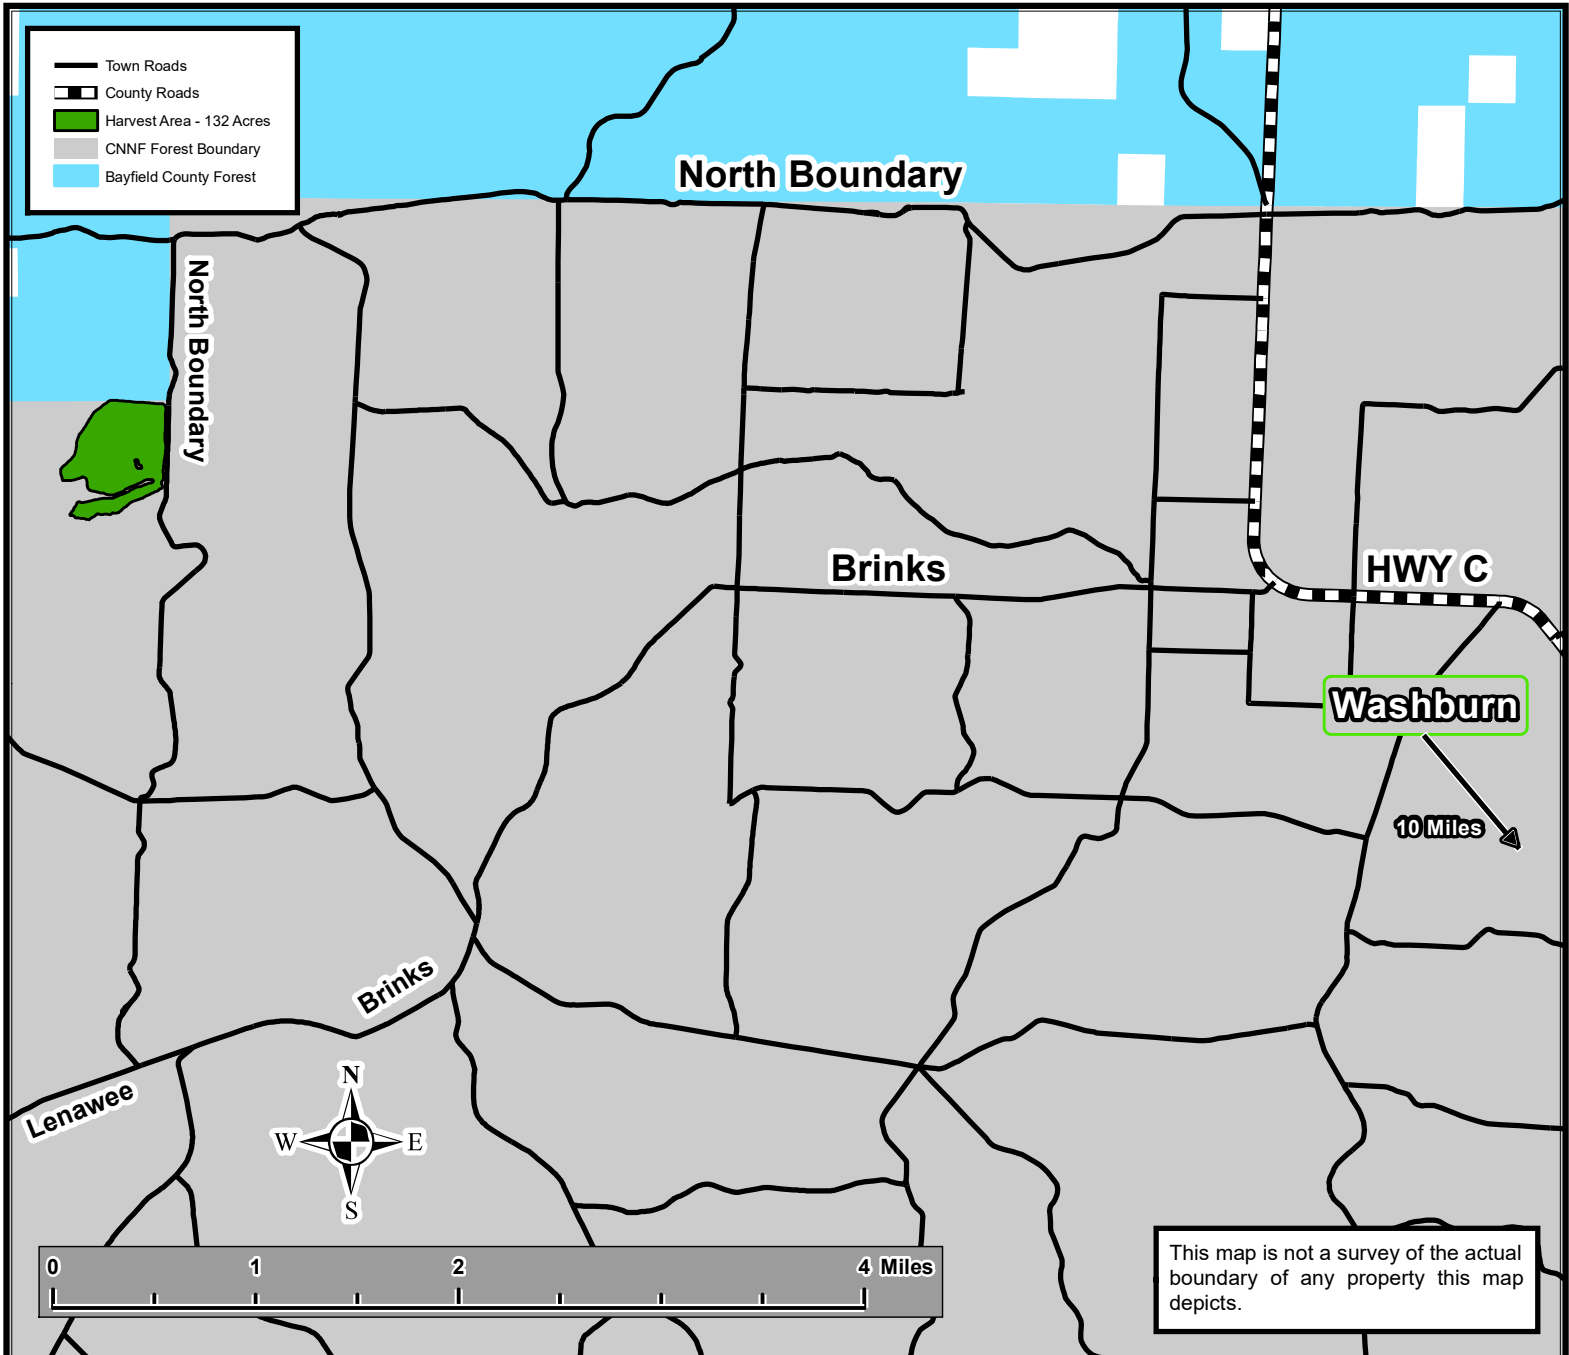 Town Roads
County Roads
Harvest Area - 132 Acres
CNNF Forest Boundary
Bayfield County Forest
North Boundary
North Boundary
Brinks
HWY C
Washburn
10 Miles
Brinks
Lenawee
N
W E
S
0 1 2 4 Miles
This map is not a survey of the actual
boundary of any property this map
depicts.